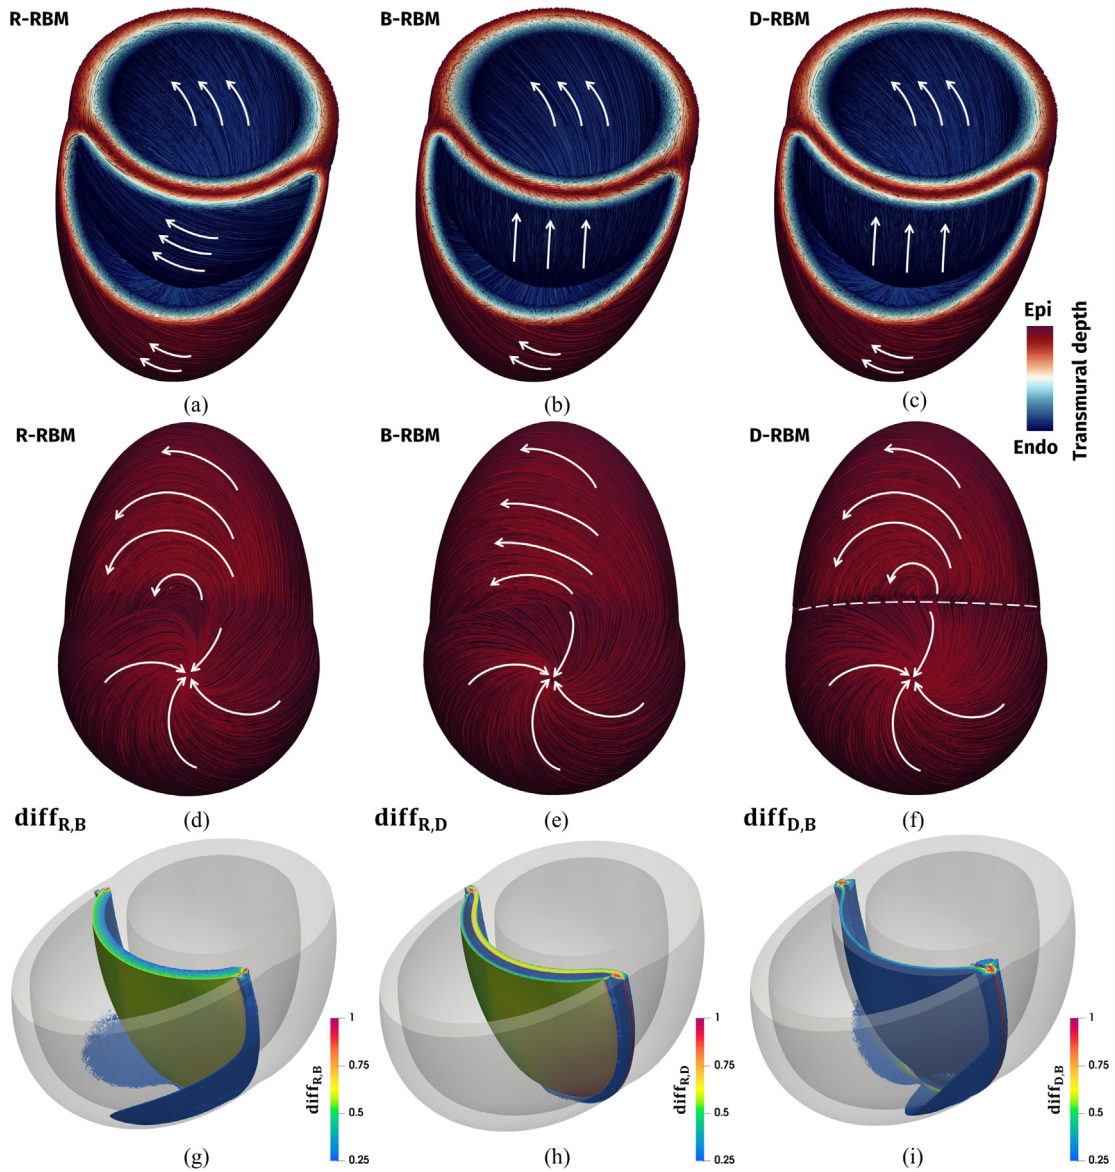 R-RBM
B-RBM
D-RBM
Epi
Endo
Transmural depth
(a)
(b)
(c)
R-RBM
B-RBM
D-RBM
(d)
(e)
(f)
diffR,B
diffR,D
diffD,B
1
0.75
0.5
0.25
diffR,B
1
0.75
0.5
0.25
diffR,D
1
0.75
0.5
0.25
diffD,B
(g)
(h)
(i)